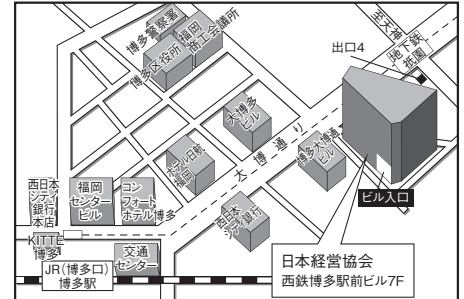 博多警察署
福岡
商工会議所
博多区役所
至天神
地下鉄
祇園
出口4
大博多
ビル
大博通り
博多大博通
ビル
ホテル日航
福岡
西日本
シティ
銀行
本店
福岡
センター
ビル
コン
フォート
ホテル博多
西日本
シティ銀行
ビル入口
KITTE
博多
交通
センター
JR(博多口)
博多駅
日本経営協会
西鉄博多駅前ビル7F